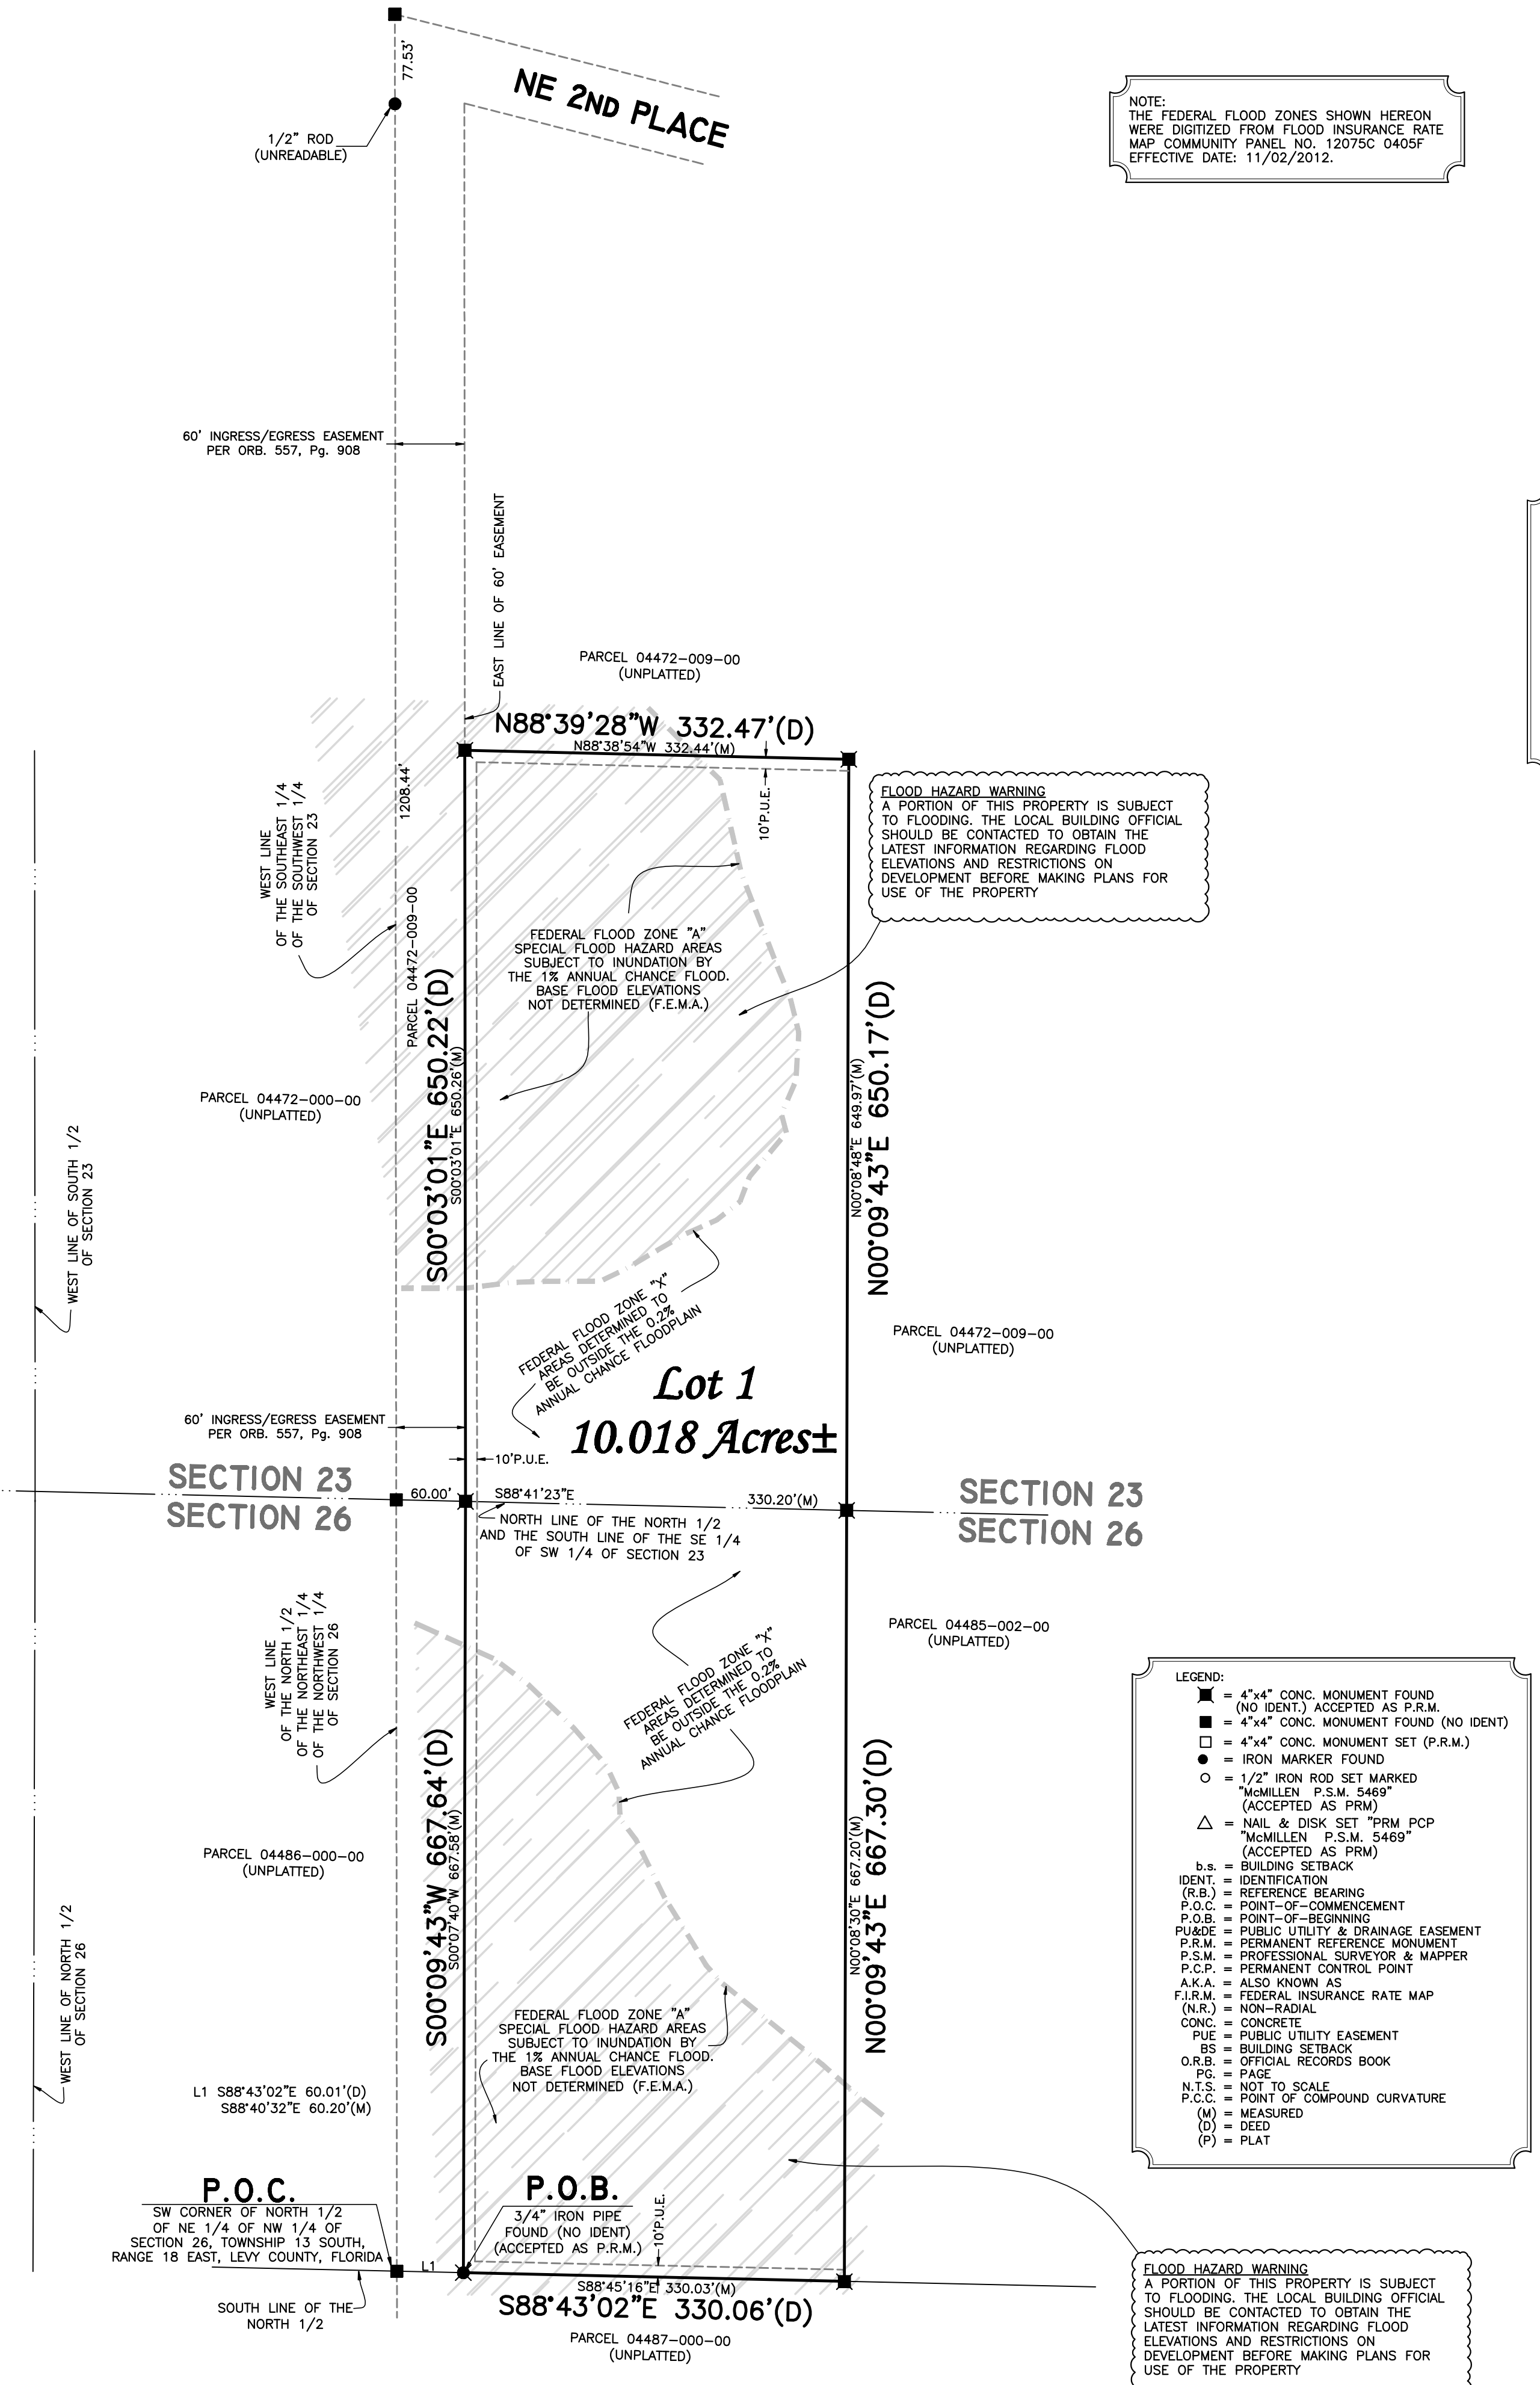 77.53'
NE 2ND PLACE
1/2" ROD
(UNREADABLE)
NOTE:
THE FEDERAL FLOOD ZONES SHOWN HEREON
WERE DIGITIZED FROM FLOOD INSURANCE RATE
MAP COMMUNITY PANEL NO. 12075C 0405F
EFFECTIVE DATE: 11/02/2012.
60' INGRESS/EGRESS EASEMENT
PER ORB. 557, Pg. 908
EAST LINE OF 60' EASEMENT
PARCEL 04472-009-00
(UNPLATTED)
N88°39'28"W 332.47'(D)
N88°38'54"W 332.44'(M)
10'P.U.E.
1208.44'
WEST LINE
OF THE SOUTHEAST 1/4
OF THE SOUTHWEST 1/4
OF SECTION 23
FLOOD HAZARD WARNING
A PORTION OF THIS PROPERTY IS SUBJECT
TO FLOODING. THE LOCAL BUILDING OFFICIAL
SHOULD BE CONTACTED TO OBTAIN THE
LATEST INFORMATION REGARDING FLOOD
ELEVATIONS AND RESTRICTIONS ON
DEVELOPMENT BEFORE MAKING PLANS FOR
USE OF THE PROPERTY
PARCEL 04472-009-00
FEDERAL FLOOD ZONE "A"
SPECIAL FLOOD HAZARD AREAS
SUBJECT TO INUNDATION BY
THE 1% ANNUAL CHANCE FLOOD.
BASE FLOOD ELEVATIONS
NOT DETERMINED (F.E.M.A.)
S00°03'01"E 650.22'(D)
S00°03'01"E 650.26'(M)
N00°08'48"E 649.97'(M)
N00°09'43"E 650.17'(D)
PARCEL 04472-000-00
(UNPLATTED)
WEST LINE OF SOUTH 1/2
OF SECTION 23
FEDERAL FLOOD ZONE "X"
AREAS DETERMINED TO
BE OUTSIDE THE 0.2%
ANNUAL CHANCE FLOODPLAIN
PARCEL 04472-009-00
(UNPLATTED)
Lot 1
10.018 Acres±
60' INGRESS/EGRESS EASEMENT
PER ORB. 557, Pg. 908
10'P.U.E.
SECTION 23
SECTION 26
60.00'
S88°41'23"E
330.20'(M)
SECTION 23
SECTION 26
NORTH LINE OF THE NORTH 1/2
AND THE SOUTH LINE OF THE SE 1/4
OF SW 1/4 OF SECTION 23
WEST LINE
OF THE NORTH 1/2
OF THE NORTHEAST 1/4
OF THE NORTHWEST 1/4
OF SECTION 26
PARCEL 04485-002-00
(UNPLATTED)
FEDERAL FLOOD ZONE "X"
AREAS DETERMINED TO
BE OUTSIDE THE 0.2%
ANNUAL CHANCE FLOODPLAIN
S00°09'43"W 667.64'(D)
S00°07'40"W 667.58'(M)
N00°08'30"E 667.20'(M)
N00°09'43"E 667.30'(D)
PARCEL 04486-000-00
(UNPLATTED)
WEST LINE OF NORTH 1/2
OF SECTION 26
FEDERAL FLOOD ZONE "A"
SPECIAL FLOOD HAZARD AREAS
SUBJECT TO INUNDATION BY
THE 1% ANNUAL CHANCE FLOOD.
BASE FLOOD ELEVATIONS
NOT DETERMINED (F.E.M.A.)
L1 S88°43'02"E 60.01'(D)
S88°40'32"E 60.20'(M)
P.O.C.
SW CORNER OF NORTH 1/2
OF NE 1/4 OF NW 1/4 OF
SECTION 26, TOWNSHIP 13 SOUTH,
RANGE 18 EAST, LEVY COUNTY, FLORIDA
L1
P.O.B.
3/4" IRON PIPE
FOUND (NO IDENT)
(ACCEPTED AS P.R.M.)
10'P.U.E.
SOUTH LINE OF THE
NORTH 1/2
S88°45'16"E 330.03'(M)
S88°43'02"E 330.06'(D)
PARCEL 04487-000-00
(UNPLATTED)
LEGEND:
= 4"x4" CONC. MONUMENT FOUND
(NO IDENT.) ACCEPTED AS P.R.M.
= 4"x4" CONC. MONUMENT FOUND (NO IDENT)
= 4"x4" CONC. MONUMENT SET (P.R.M.)
= IRON MARKER FOUND
= 1/2" IRON ROD SET MARKED
"McMILLEN P.S.M. 5469"
(ACCEPTED AS PRM)
= NAIL & DISK SET "PRM PCP
"McMILLEN P.S.M. 5469"
(ACCEPTED AS PRM)
b.s. = BUILDING SETBACK
IDENT. = IDENTIFICATION
(R.B.) = REFERENCE BEARING
P.O.C. = POINT-OF-COMMENCEMENT
P.O.B. = POINT-OF-BEGINNING
PU&DE = PUBLIC UTILITY & DRAINAGE EASEMENT
P.R.M. = PERMANENT REFERENCE MONUMENT
P.S.M. = PROFESSIONAL SURVEYOR & MAPPER
P.C.P. = PERMANENT CONTROL POINT
A.K.A. = ALSO KNOWN AS
F.I.R.M. = FEDERAL INSURANCE RATE MAP
(N.R.) = NON-RADIAL
CONC. = CONCRETE
PUE = PUBLIC UTILITY EASEMENT
BS = BUILDING SETBACK
O.R.B. = OFFICIAL RECORDS BOOK
PG. = PAGE
N.T.S. = NOT TO SCALE
P.C.C. = POINT OF COMPOUND CURVATURE
(M) = MEASURED
(D) = DEED
(P) = PLAT
FLOOD HAZARD WARNING
A PORTION OF THIS PROPERTY IS SUBJECT
TO FLOODING. THE LOCAL BUILDING OFFICIAL
SHOULD BE CONTACTED TO OBTAIN THE
LATEST INFORMATION REGARDING FLOOD
ELEVATIONS AND RESTRICTIONS ON
DEVELOPMENT BEFORE MAKING PLANS FOR
USE OF THE PROPERTY